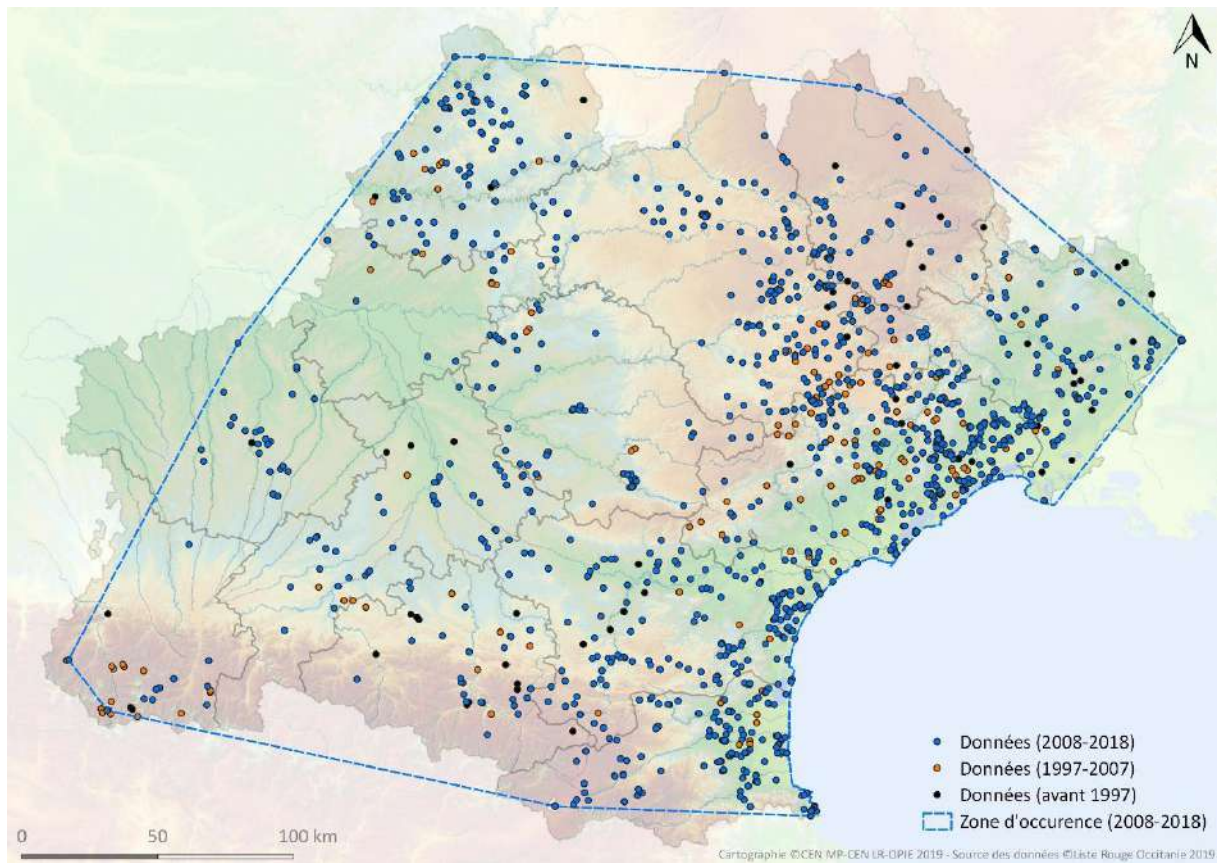 N
Données (2008-2018)
Données (1997-2007)
Données (avant 1997)
Zone d'occurence (2008-2018)
0 50 100 km
Cartographie ©CEN MP-CEN LR-OPIE 2019 - Source des données ©Liste Rouge Occitanie 2019